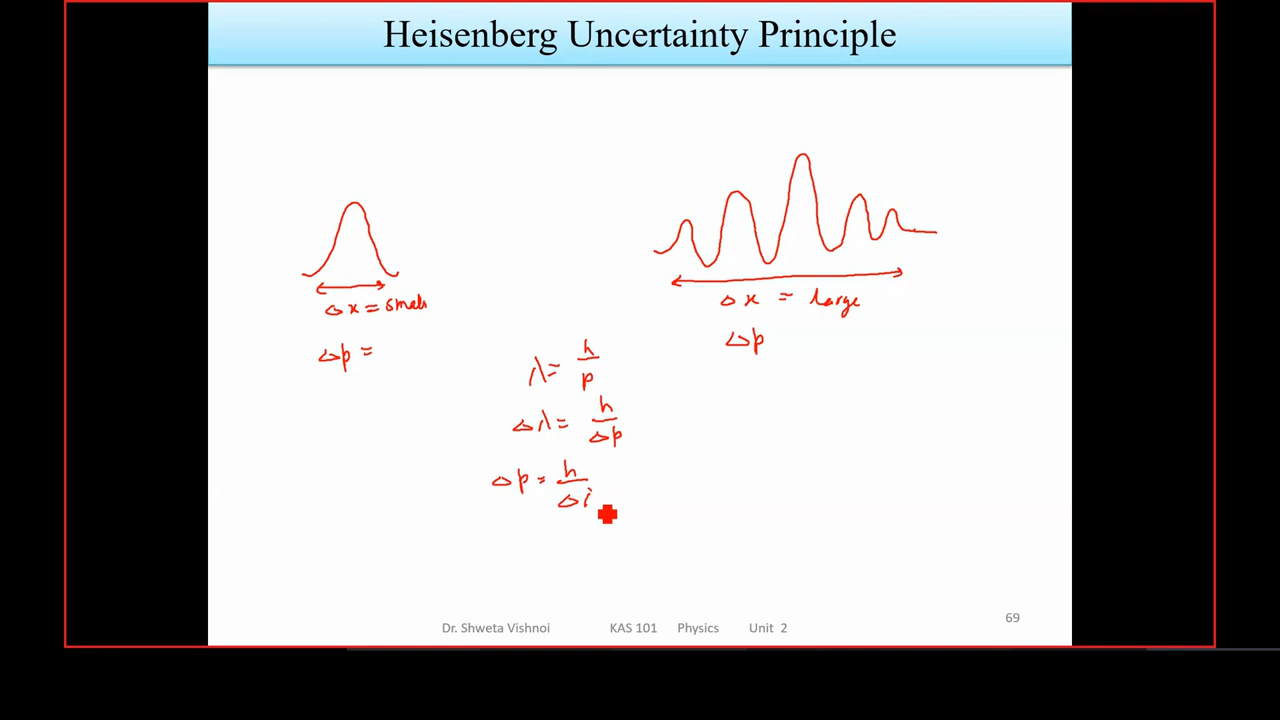 Heisenberg Uncertainty Principle
Δx = small
Δp =
Δx = large
Δp
λ = h/p
Δλ = h/Δp
Δp = h/Δ
69
Dr. Shweta Vishnoi KAS 101 Physics Unit 2